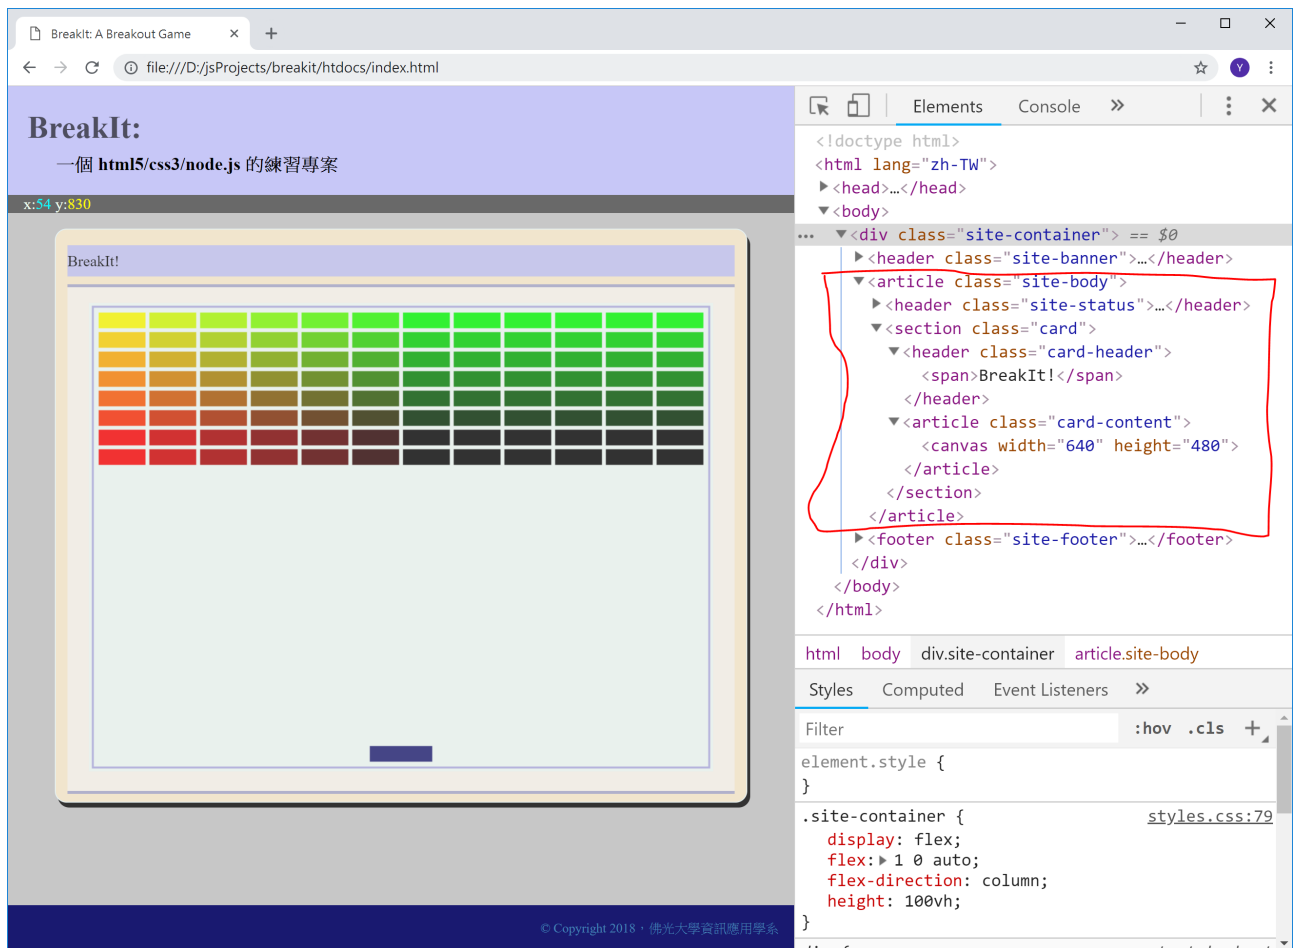 BreakIt: A Breakout Game
file:///D:/jsProjects/breakit/htdocs/index.html
Y
BreakIt:
一個 html5/css3/node.js 的練習專案
x:54 y:830
BreakIt!
© Copyright 2018，佛光大學資訊應用學系
Elements Console »
<!doctype html>
<html lang="zh-TW">
<head>…</head>
<body>
… <div class="site-container"> == $0
<header class="site-banner">…</header>
<article class="site-body">
<header class="site-status">…</header>
<section class="card">
<header class="card-header">
<span>BreakIt!</span>
</header>
<article class="card-content">
<canvas width="640" height="480">
</article>
</section>
</article>
<footer class="site-footer">…</footer>
</div>
</body>
</html>
html body div.site-container article.site-body
Styles Computed Event Listeners »
Filter :hov .cls +
element.style {
}
.site-container { styles.css:79
display: flex;
flex: 1 0 auto;
flex-direction: column;
height: 100vh;
}